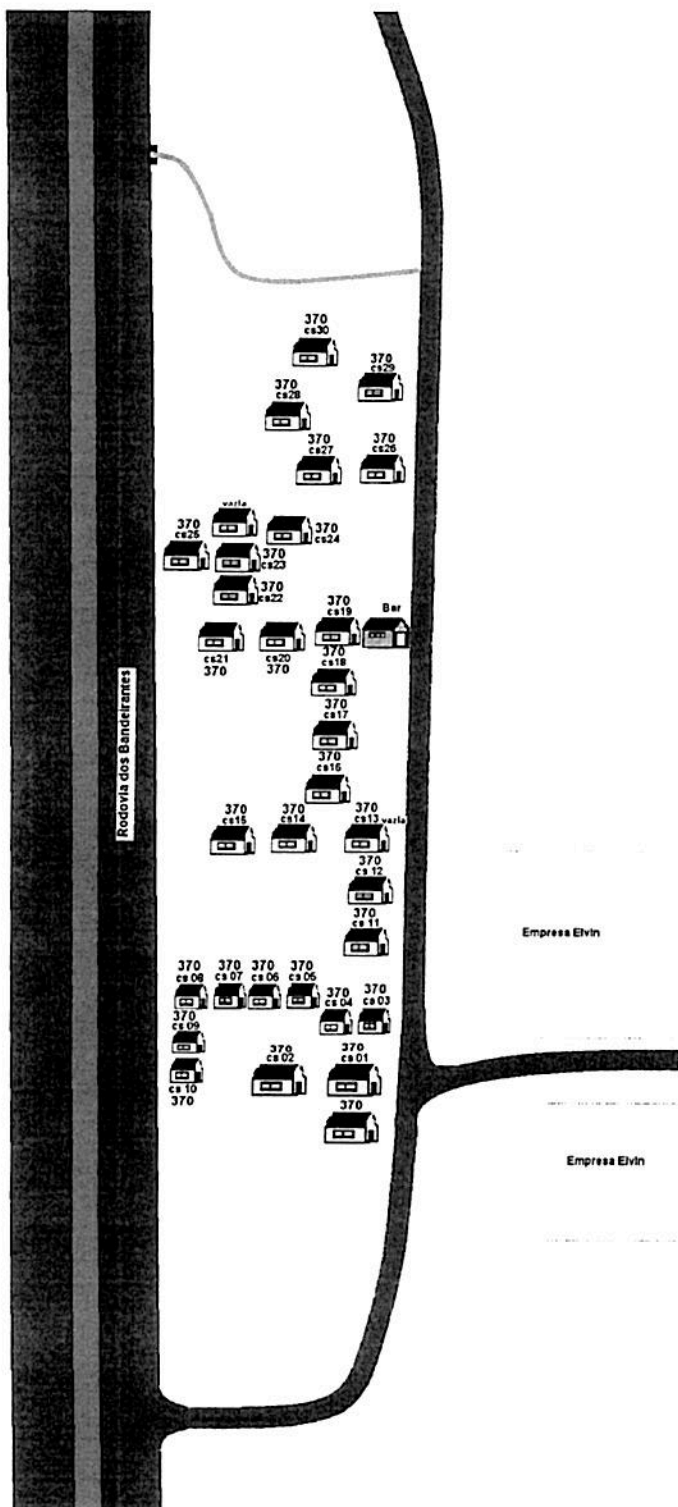 370
cs30
370
cs29
370
cs28
370
cs27
370
cs26
vazia
370
cs25
370
cs24
370
cs23
370
cs22
370
cs19
Bar
cs21
370
cs20
370
370
cs18
370
cs17
370
cs16
Rodovia dos Bandeirantes
370
cs15
370
cs14
370
cs13 vazia
370
cs 12
370
cs 11
Empresa Elvin
370
cs 08
370
cs 07
370
cs 06
370
cs 05
370
cs 04
370
cs 03
370
cs 09
cs 10
370
370
cs 02
370
cs 01
370
Empresa Elvin